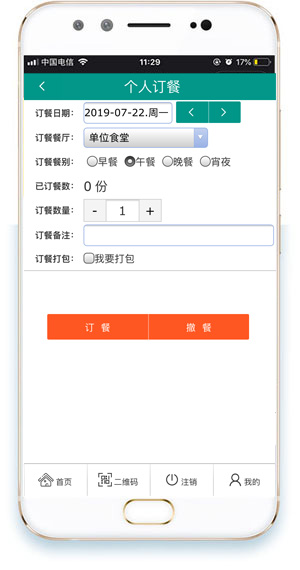 中国电信 11:29 17%
个人订餐
订餐日期: 2019-07-22.周一
订餐餐厅: 单位食堂
订餐餐别: 早餐 午餐 晚餐 宵夜
已订餐数: 0 份
订餐数量: - 1 +
订餐备注:
订餐打包: 我要打包
订 餐 撤 餐
首页 二维码 注销 我的